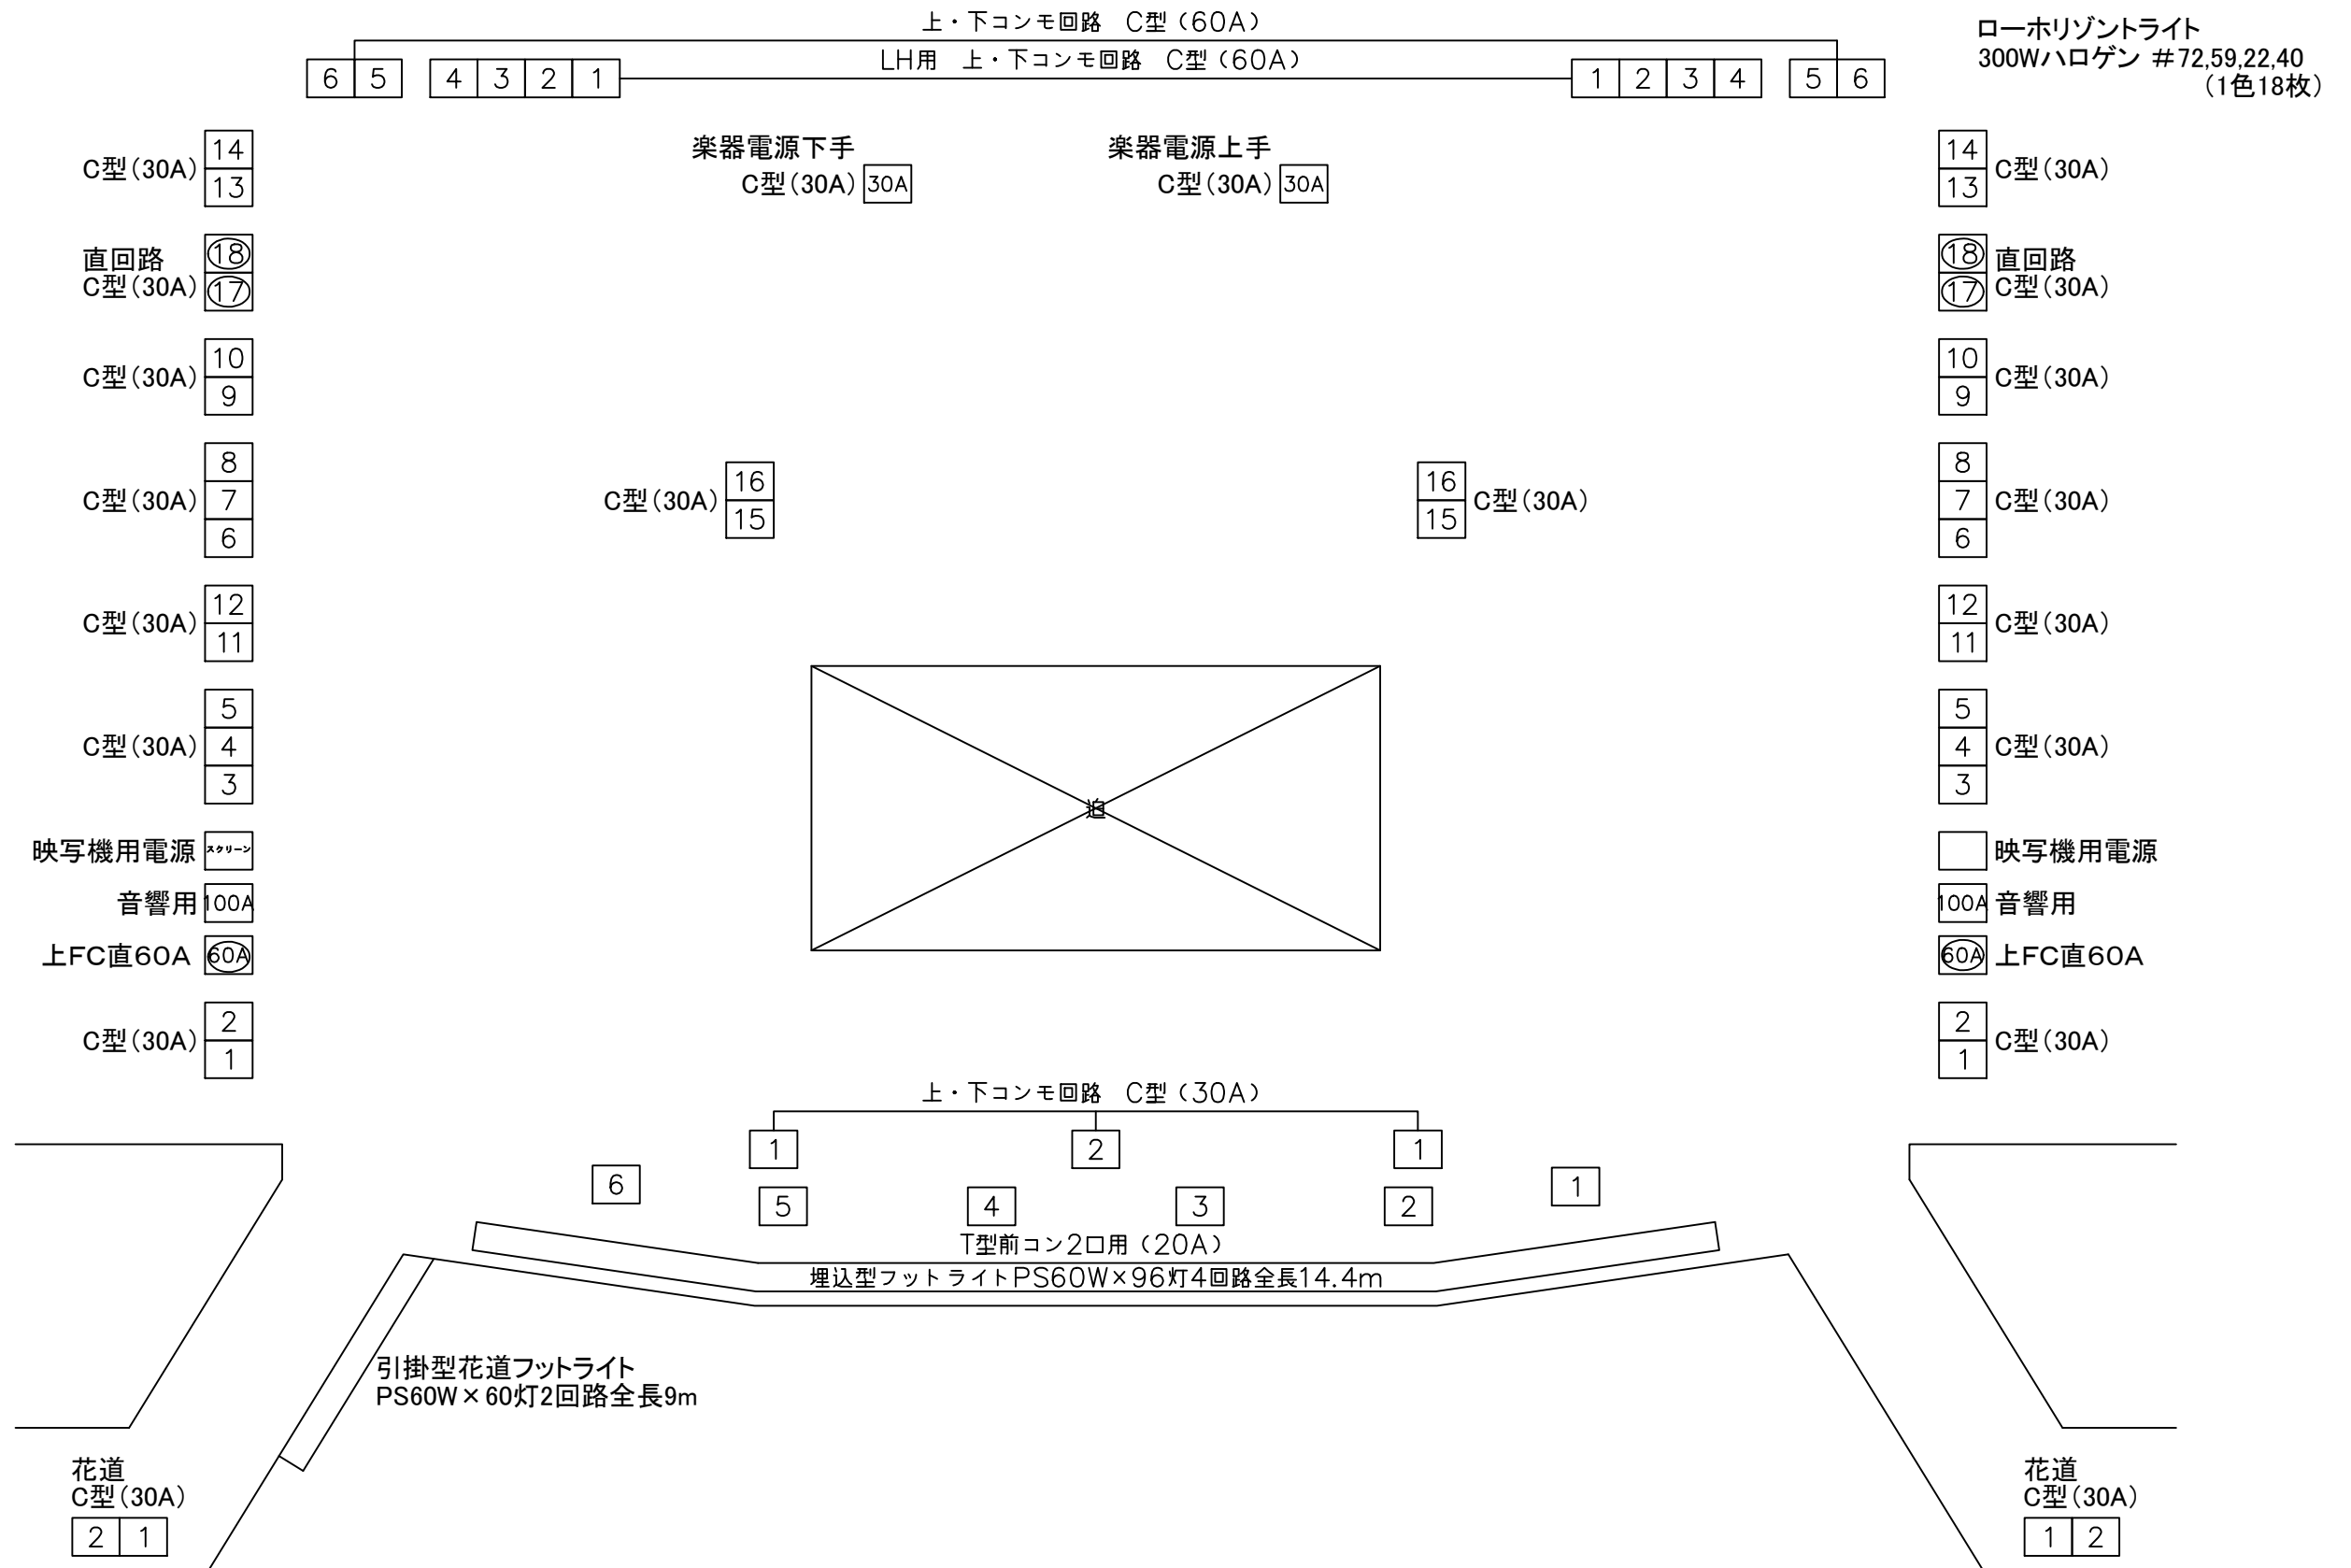 上・下コンモ回路　C型（60A）
LH用　上・下コンモ回路　C型（60A）
6 5 4 3 2 1
1 2 3 4 5 6
ローホリゾントライト
300Wハロゲン ＃72,59,22,40
（1色18枚）
楽器電源下手
C型（30A） 30A
楽器電源上手
C型（30A） 30A
14
C型（30A）
13
直回路 18
C型（30A） 17
10
C型（30A）
9
8
C型（30A） 7
6
12
C型（30A）
11
5
C型（30A） 4
3
映写機用電源 スクリーン
音響用 100A
上FC直60A 60A
2
C型（30A）
1
16
C型（30A）
15
16
C型（30A）
15
迫
14
C型（30A）
13
18 直回路
17 C型（30A）
10
C型（30A）
9
8
7 C型（30A）
6
12
C型（30A）
11
5
4 C型（30A）
3
映写機用電源
100A 音響用
60A 上FC直60A
2
C型（30A）
1
上・下コンモ回路　C型（30A）
1 2 1
6 5 4 3 2 1
T型前コン2口用（20A）
埋込型フットライトPS60W×96灯4回路全長14.4m
引掛型花道フットライト
PS60W×60灯2回路全長9m
花道
C型（30A）
2 1
花道
C型（30A）
1 2